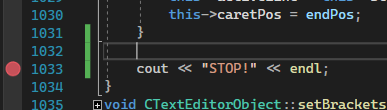 1030 this->caretPos = endPos;
1031 }
1032
1033 cout << "STOP!" << endl;
1034 }
1035 void CTextEditorObject::setBrackets